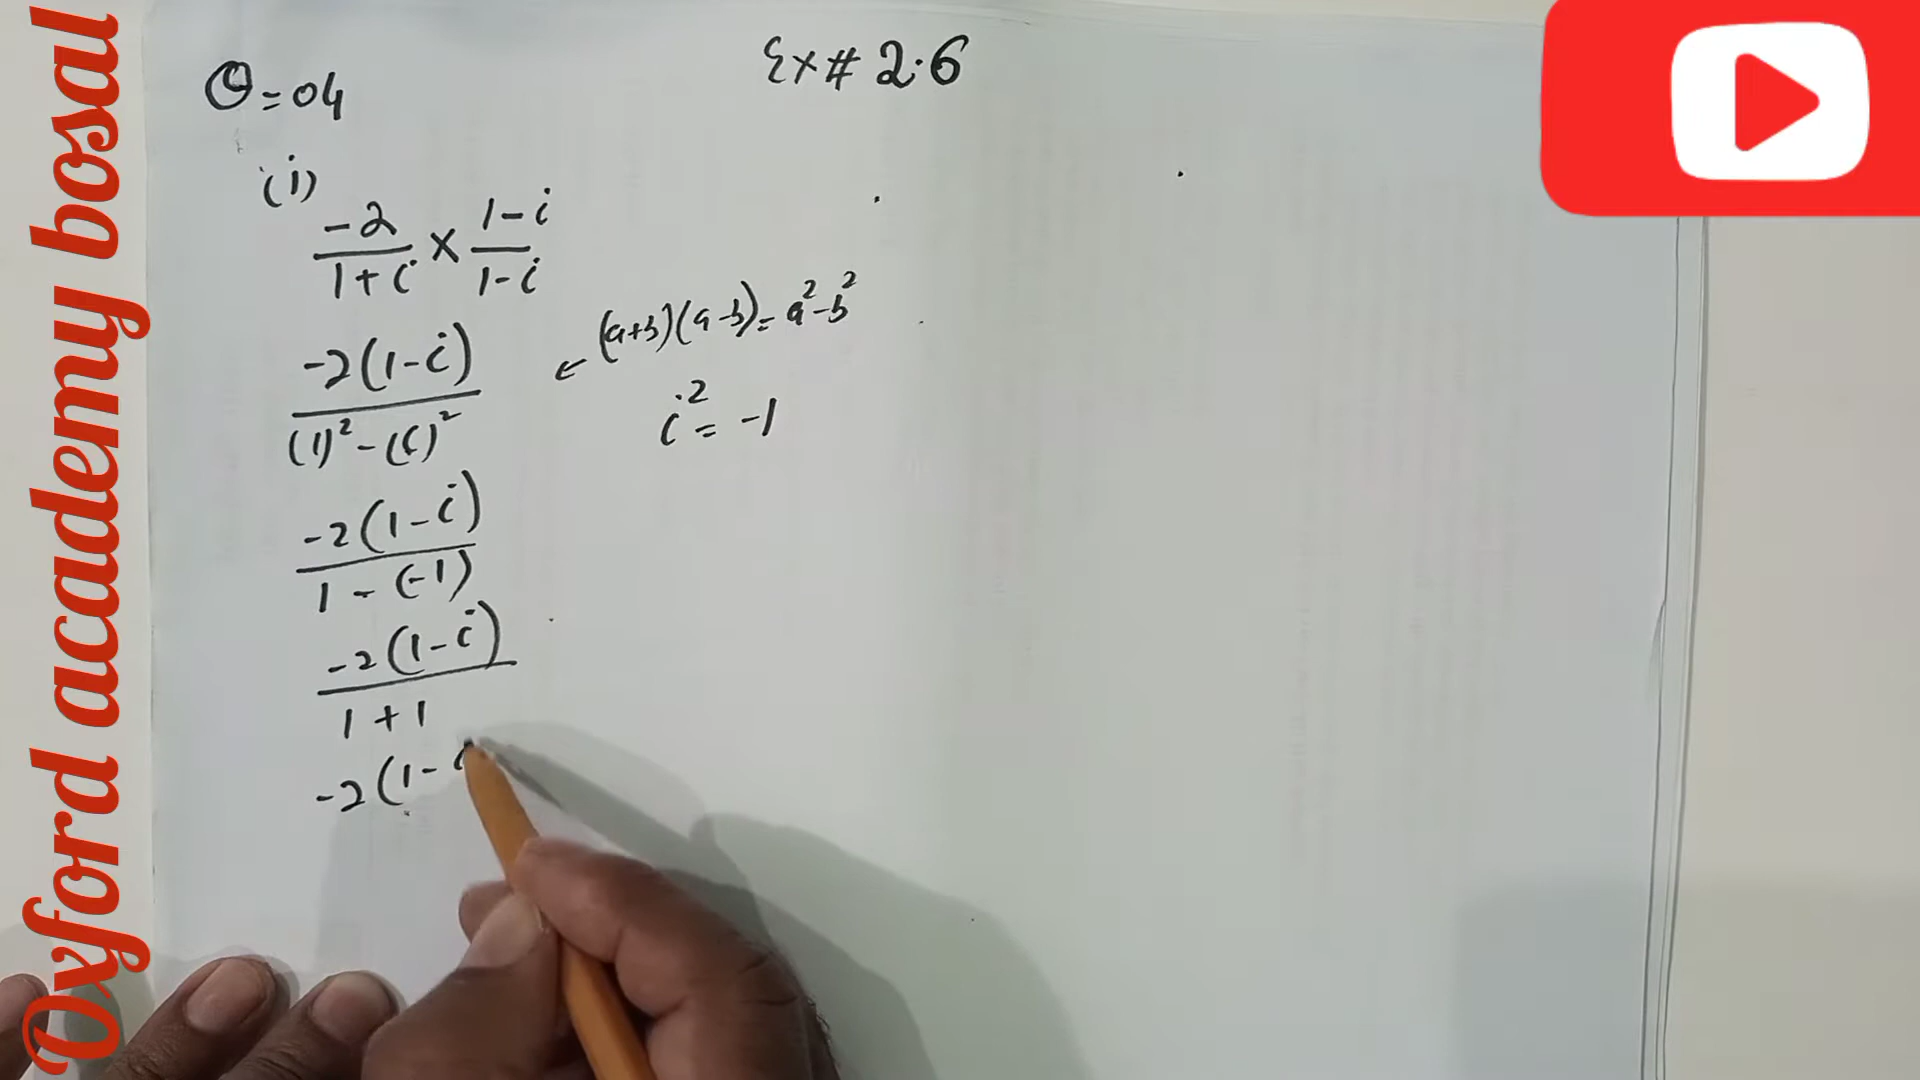 Oxford academy bosal
Ex# 2.6
Q=04
(i)
-2/1+i × 1-i/1-i
(a+b)(a-b)=a²-b²
-2(1-i)/(1)²-(i)²
←
i²=-1
-2(1-i)/1-(-1)
-2(1-i)/1+1
-2(1-i